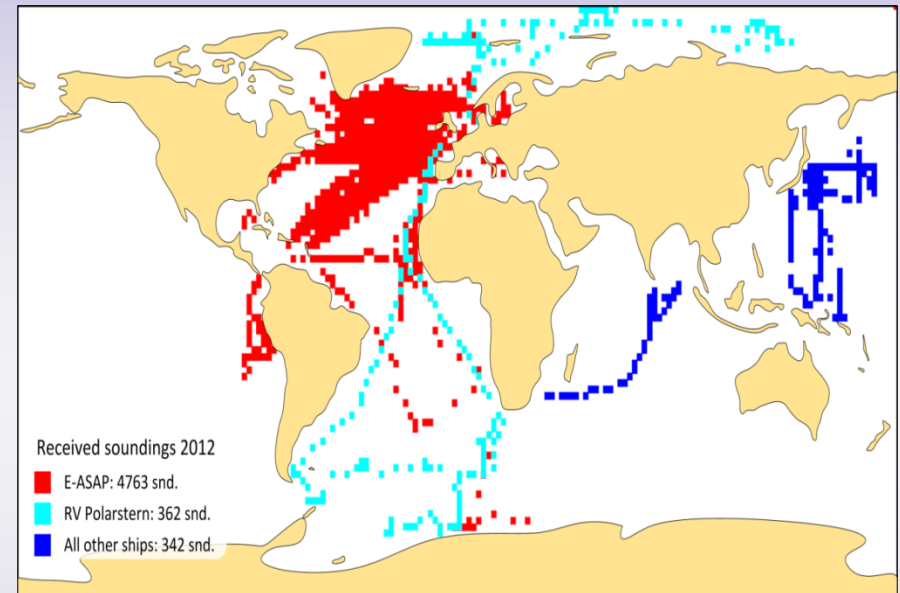 Received soundings 2012
E-ASAP: 4763 snd.
RV Polarstern: 362 snd.
All other ships: 342 snd.